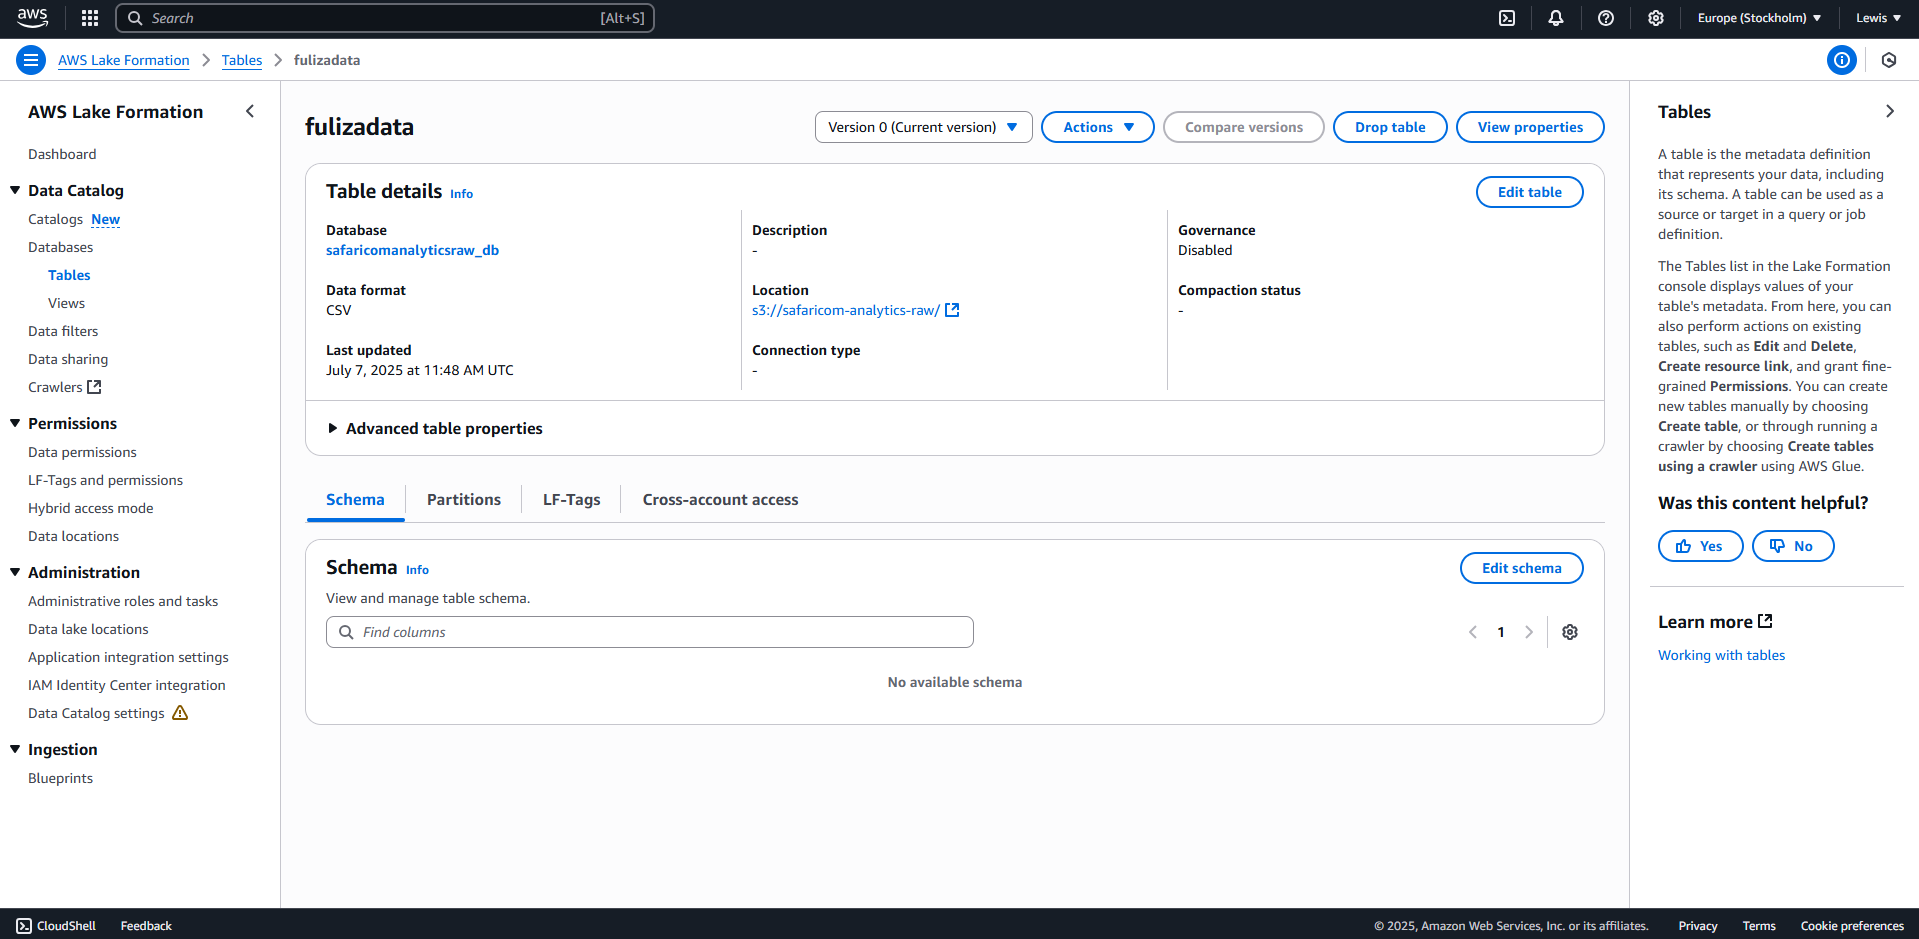 aws
Search [Alt+S]
Europe (Stockholm)
Lewis
AWS Lake Formation
Tables
fulizadata
AWS Lake Formation
Dashboard
Data Catalog
Catalogs New
Databases
Tables
Views
Data filters
Data sharing
Crawlers
Permissions
Data permissions
LF-Tags and permissions
Hybrid access mode
Data locations
Administration
Administrative roles and tasks
Data lake locations
Application integration settings
IAM Identity Center integration
Data Catalog settings
Ingestion
Blueprints
fulizadata
Version 0 (Current version)
Actions
Compare versions
Drop table
View properties
Table details Info
Edit table
Database
safaricomanalyticsraw_db
Data format
CSV
Last updated
July 7, 2025 at 11:48 AM UTC
Description
-
Location
s3://safaricom-analytics-raw/
Connection type
-
Governance
Disabled
Compaction status
-
Advanced table properties
Schema
Partitions
LF-Tags
Cross-account access
Schema Info
Edit schema
View and manage table schema.
Find columns
1
No available schema
Tables
A table is the metadata definition
that represents your data, including
its schema. A table can be used as a
source or target in a query or job
definition.
The Tables list in the Lake Formation
console displays values of your
table's metadata. From here, you can
also perform actions on existing
tables, such as Edit and Delete,
Create resource link, and grant fine-
grained Permissions. You can create
new tables manually by choosing
Create table, or through running a
crawler by choosing Create tables
using a crawler using AWS Glue.
Was this content helpful?
Yes
No
Learn more
Working with tables
CloudShell
Feedback
© 2025, Amazon Web Services, Inc. or its affiliates.
Privacy
Terms
Cookie preferences